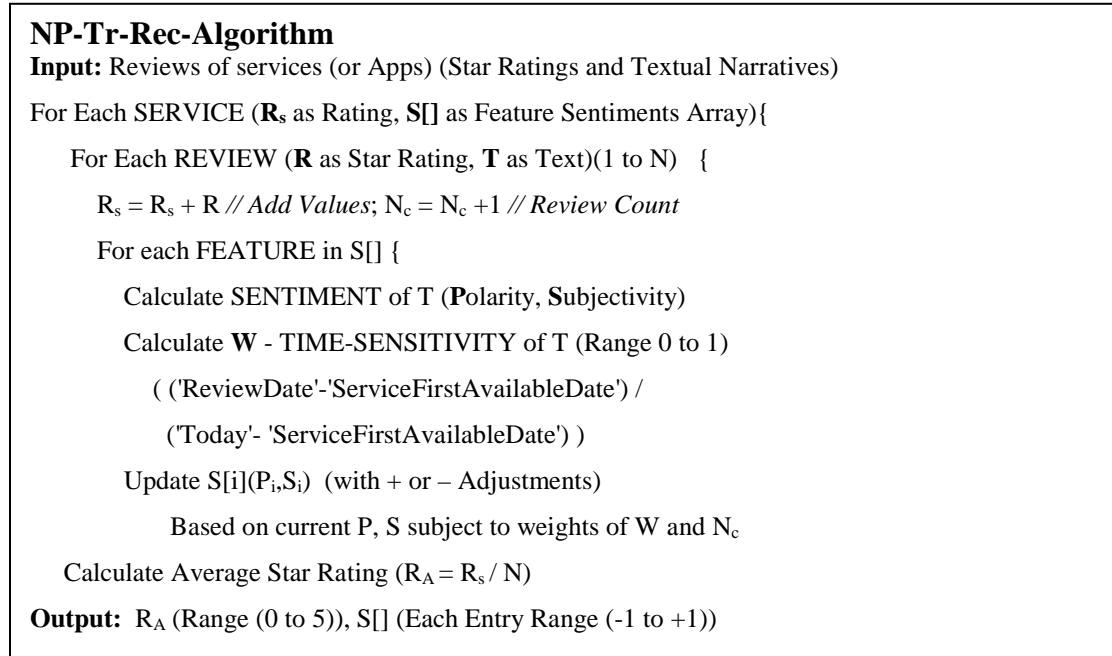 NP-Tr-Rec-Algorithm
Input: Reviews of services (or Apps) (Star Ratings and Textual Narratives)
For Each SERVICE (Rs as Rating, S[] as Feature Sentiments Array){
For Each REVIEW (R as Star Rating, T as Text)(1 to N) {
Rs = Rs + R // Add Values; Nc = Nc +1 // Review Count
For each FEATURE in S[] {
Calculate SENTIMENT of T (Polarity, Subjectivity)
Calculate W - TIME-SENSITIVITY of T (Range 0 to 1)
( ('ReviewDate'-'ServiceFirstAvailableDate') /
('Today'- 'ServiceFirstAvailableDate') )
Update S[i](Pi,Si) (with + or – Adjustments)
Based on current P, S subject to weights of W and Nc
Calculate Average Star Rating (RA = Rs / N)
Output: RA (Range (0 to 5)), S[] (Each Entry Range (-1 to +1))